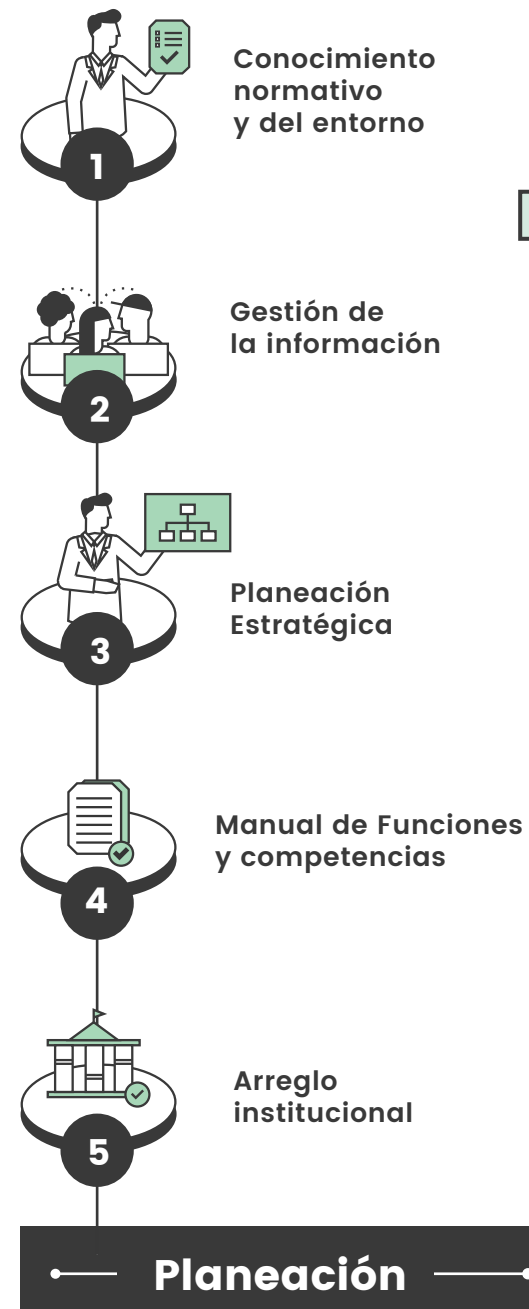 1
Conocimiento
normativo
y del entorno
2
Gestión de
la información
3
Planeación
Estratégica
4
Manual de Funciones
y competencias
5
Arreglo
institucional
Planeación